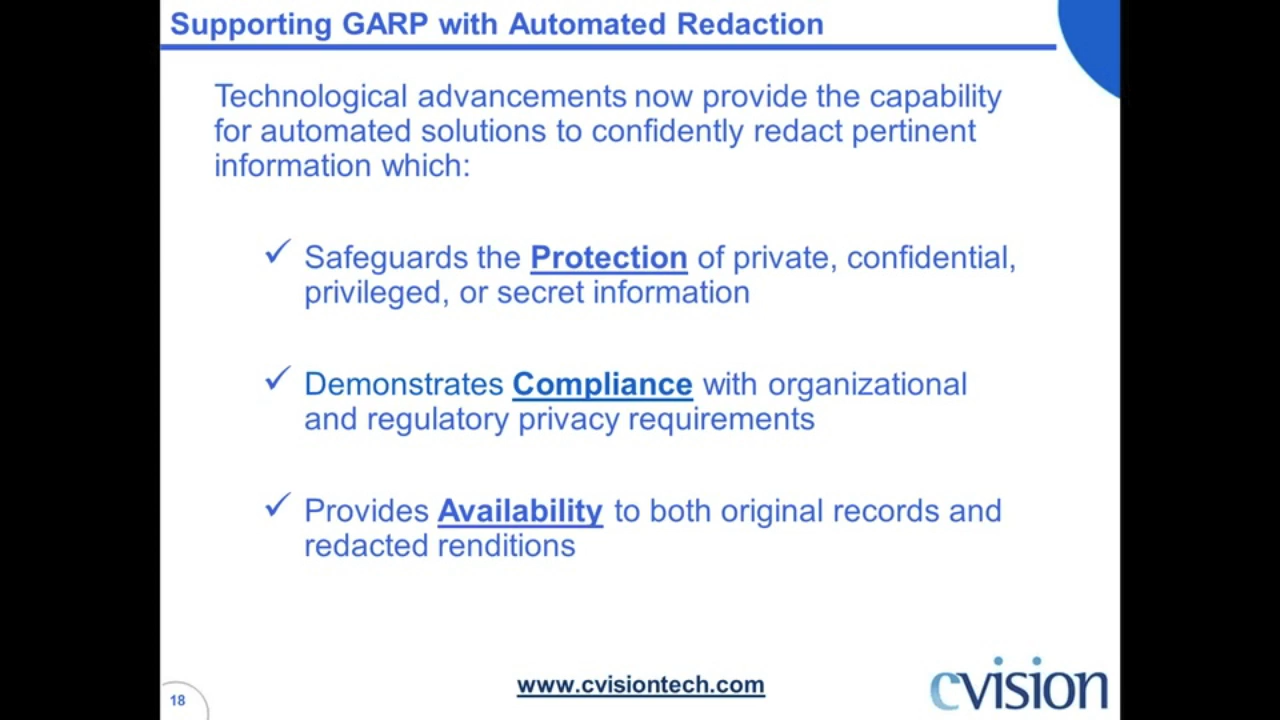 Supporting GARP with Automated Redaction
Technological advancements now provide the capability
for automated solutions to confidently redact pertinent
information which:
✓ Safeguards the Protection of private, confidential,
privileged, or secret information
✓ Demonstrates Compliance with organizational
and regulatory privacy requirements
✓ Provides Availability to both original records and
redacted renditions
18
www.cvisiontech.com
cvision